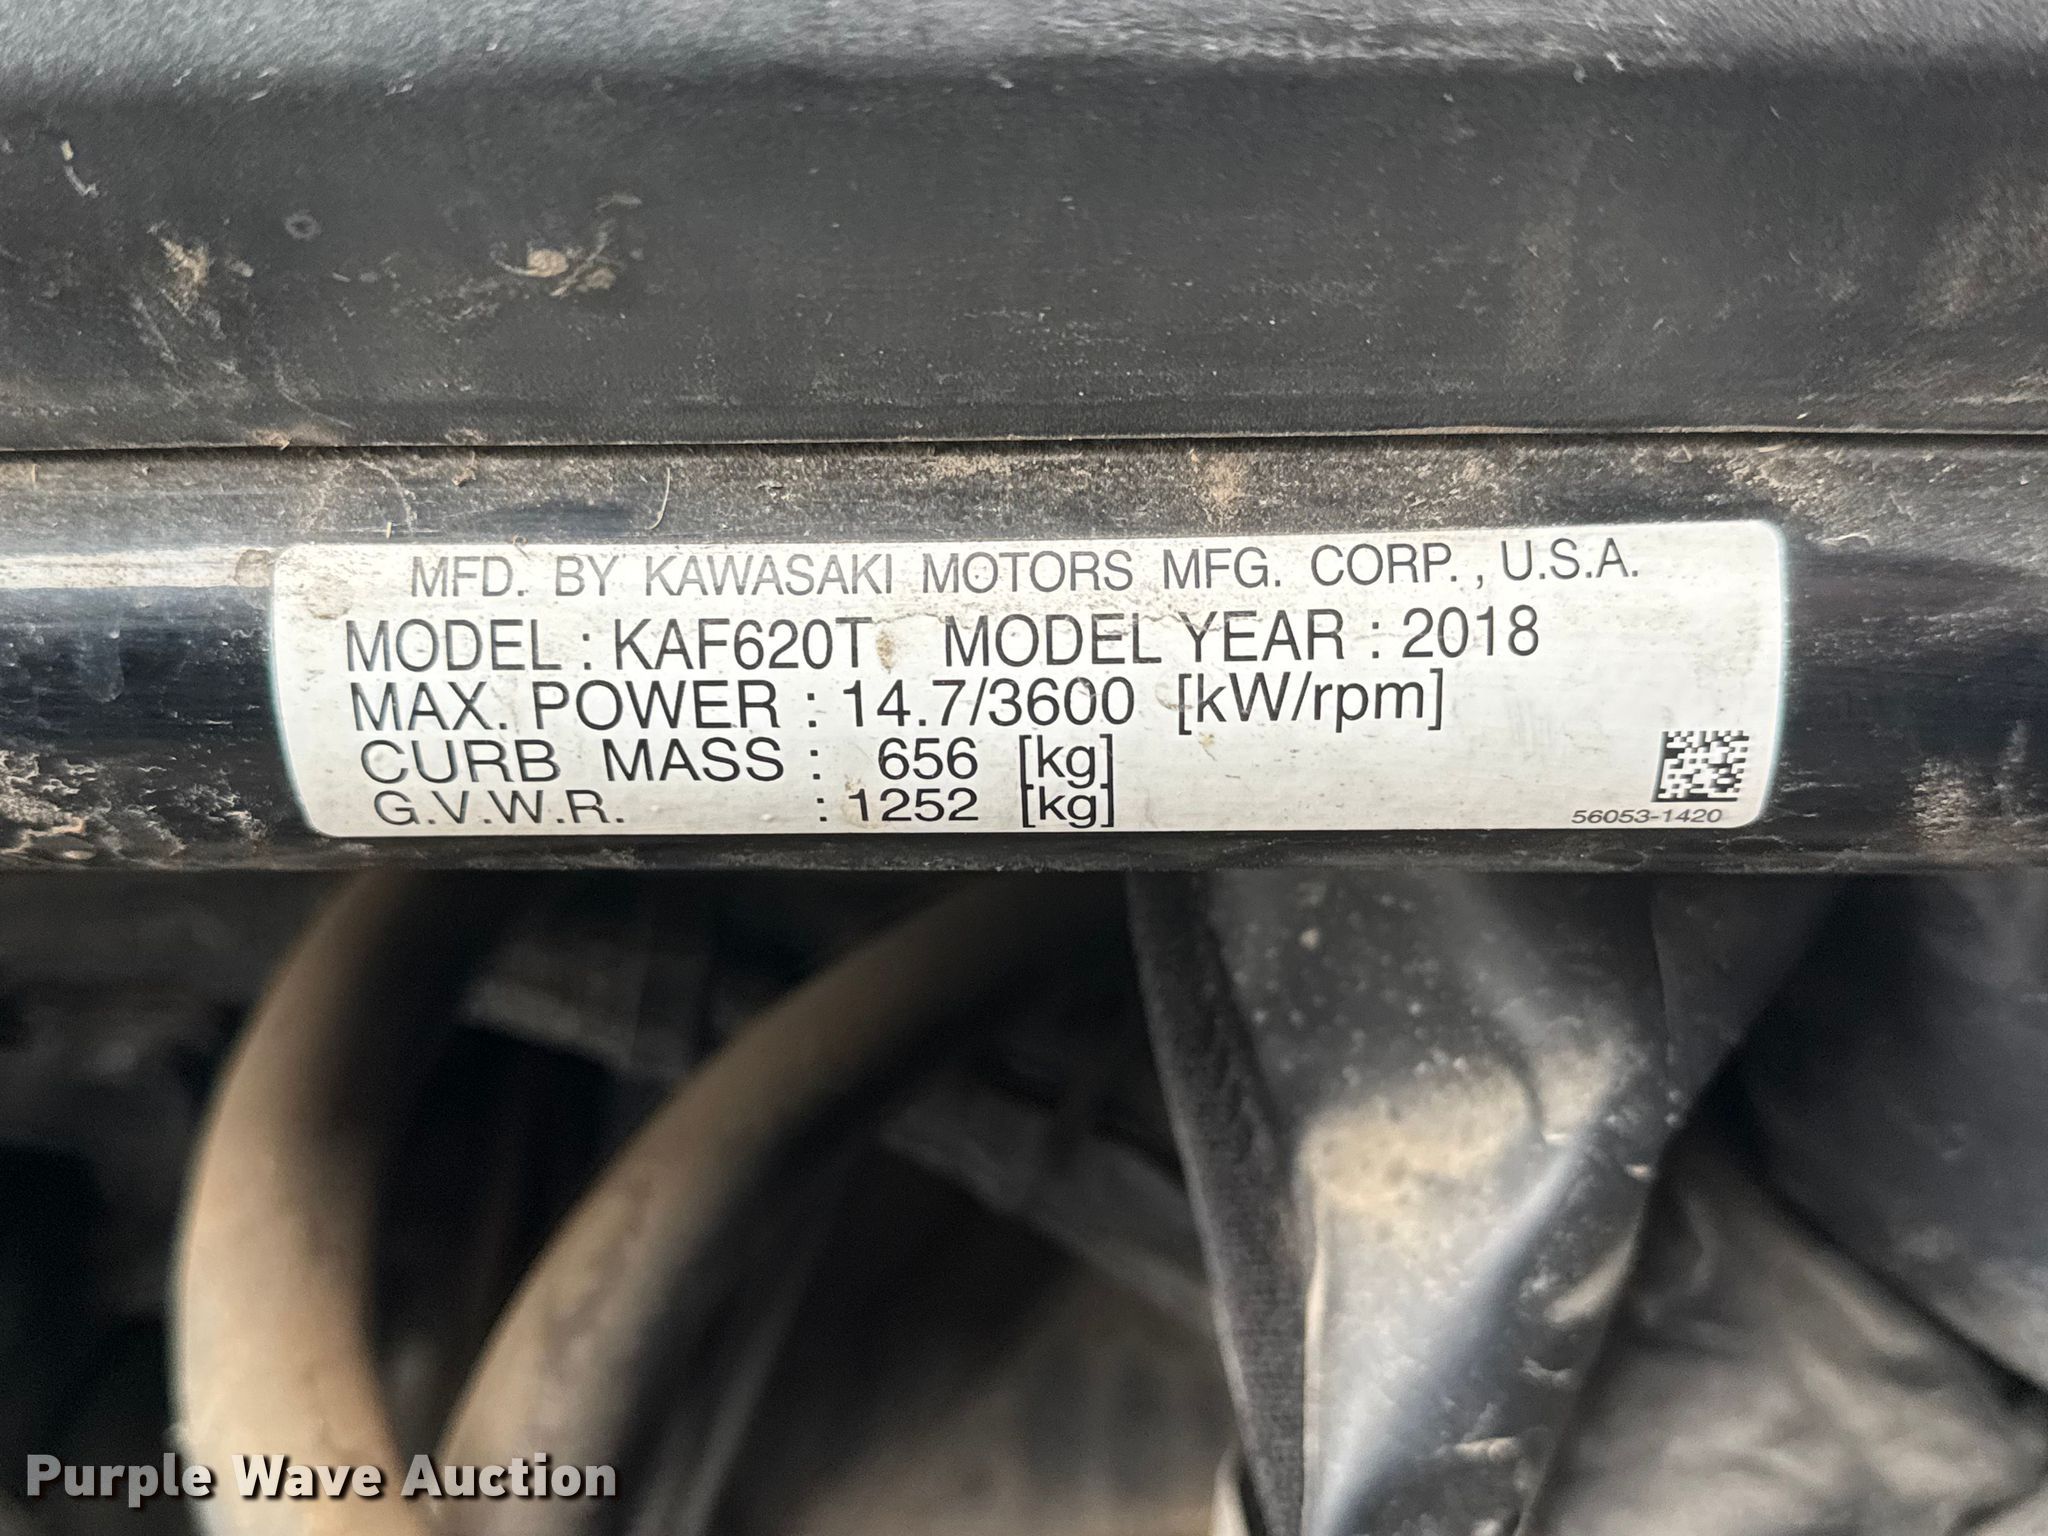 MFD. BY KAWASAKI MOTORS MFG. CORP., U.S.A.
MODEL : KAF620T MODEL YEAR : 2018
MAX. POWER : 14.7/3600 [kW/rpm]
CURB MASS : 656 [kg]
G.V.W.R. : 1252 [kg]
56053-1420
Purple Wave Auction